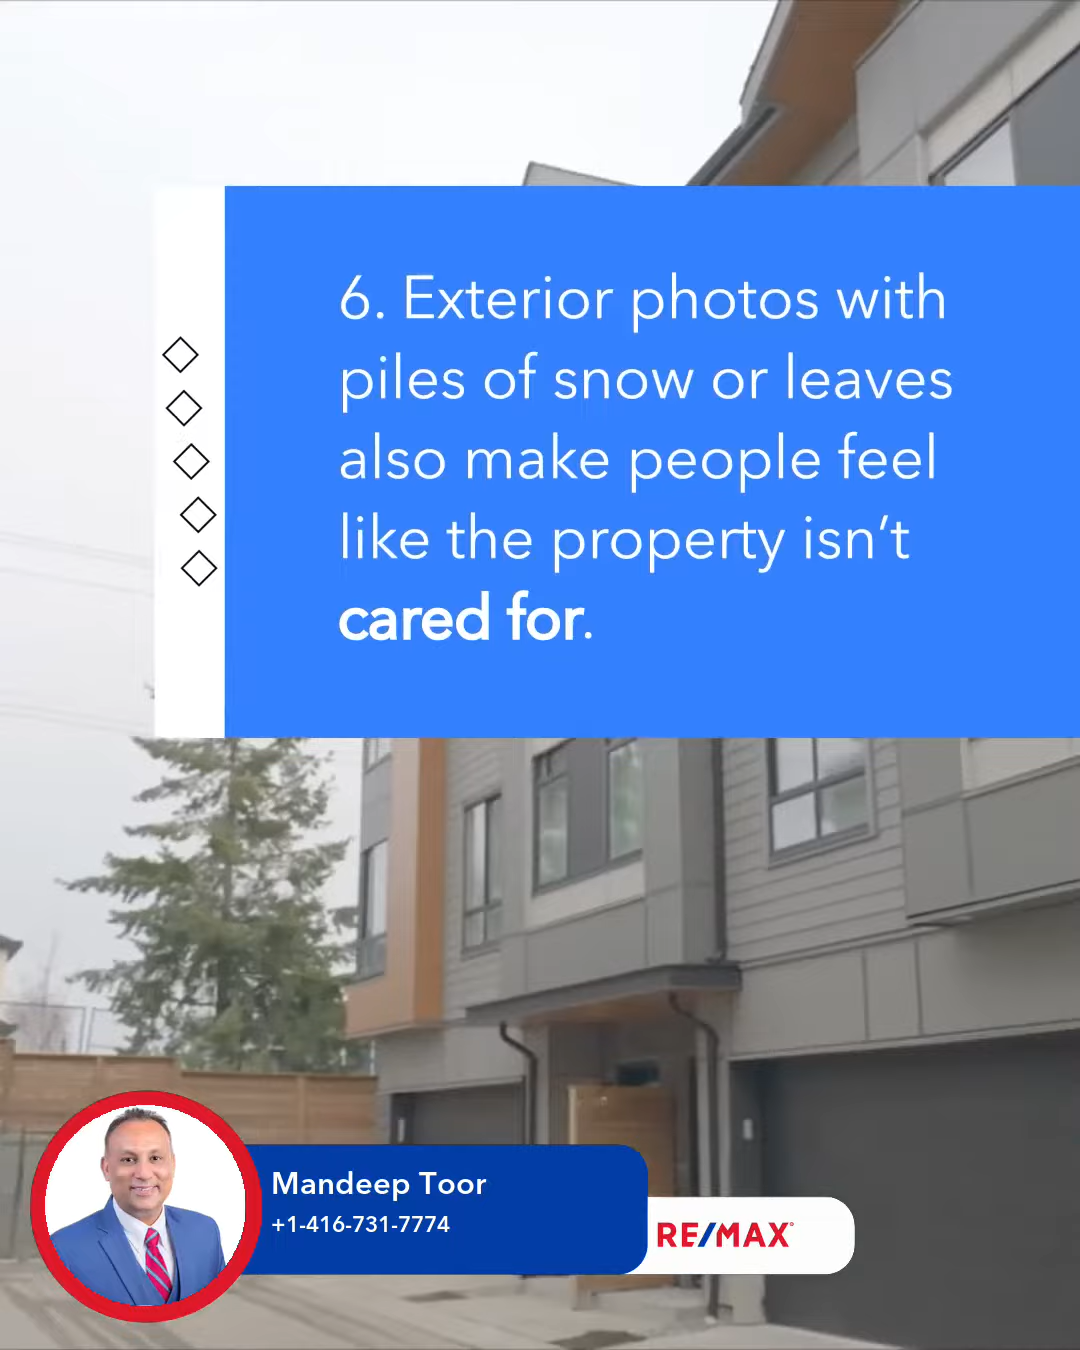 6. Exterior photos with
piles of snow or leaves
also make people feel
like the property isn’t
cared for.
Mandeep Toor
+1-416-731-7774
RE/MAX